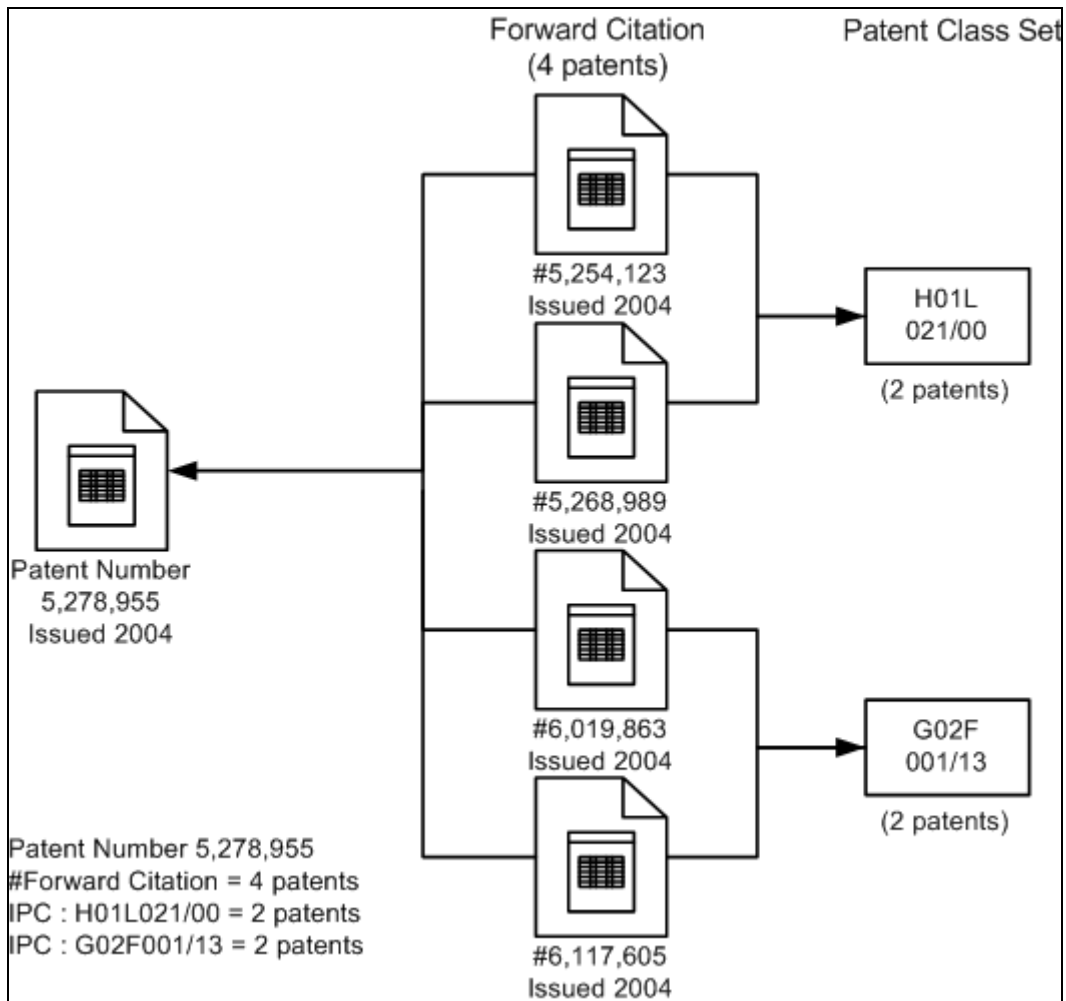 Forward Citation
(4 patents)
Patent Class Set
#5,254,123
Issued 2004
H01L
021/00
(2 patents)
#5,268,989
Issued 2004
Patent Number
5,278,955
Issued 2004
#6,019,863
Issued 2004
G02F
001/13
(2 patents)
#6,117,605
Issued 2004
Patent Number 5,278,955
#Forward Citation = 4 patents
IPC : H01L021/00 = 2 patents
IPC : G02F001/13 = 2 patents